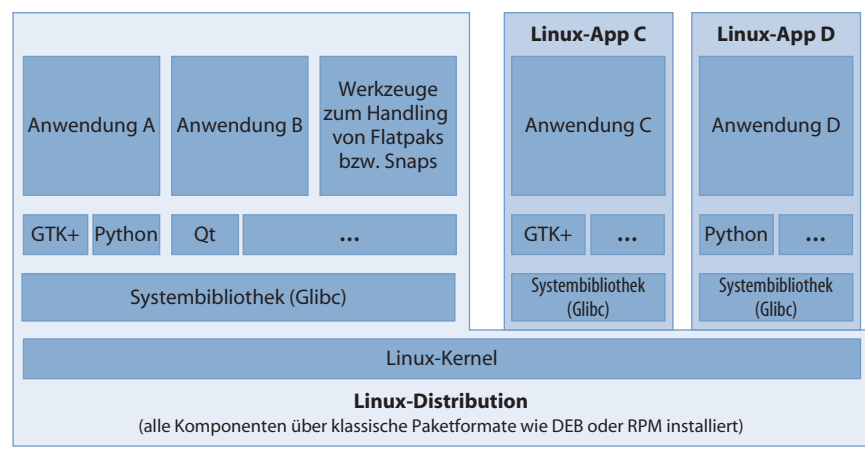 Linux-App C
Linux-App D
Anwendung A
Anwendung B
Werkzeuge
zum Handling
von Flatpaks
bzw. Snaps
Anwendung C
Anwendung D
GTK+
Python
Qt
...
GTK+
...
Python
...
Systembibliothek (Glibc)
Systembibliothek
(Glibc)
Systembibliothek
(Glibc)
Linux-Kernel
Linux-Distribution
(alle Komponenten über klassische Paketformate wie DEB oder RPM installiert)